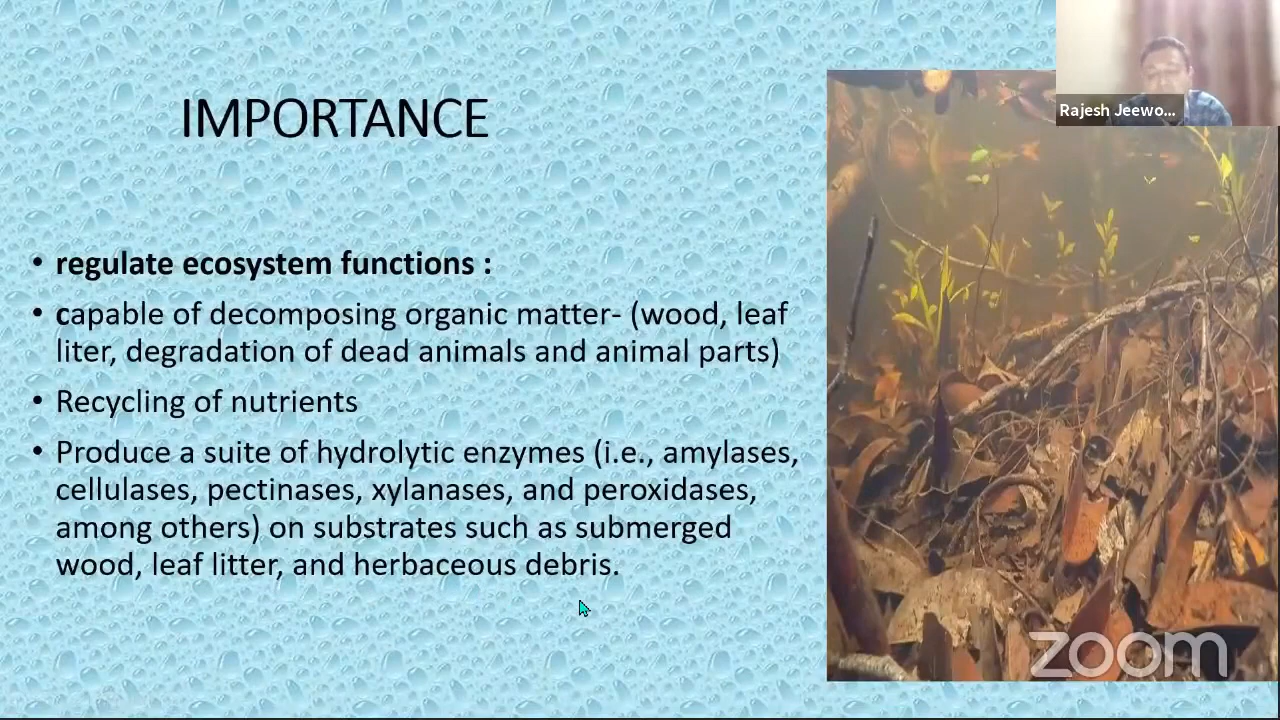 IMPORTANCE
Rajesh Jeewo...
• regulate ecosystem functions :
• capable of decomposing organic matter- (wood, leaf
liter, degradation of dead animals and animal parts)
• Recycling of nutrients
• Produce a suite of hydrolytic enzymes (i.e., amylases,
cellulases, pectinases, xylanases, and peroxidases,
among others) on substrates such as submerged
wood, leaf litter, and herbaceous debris.
zoom